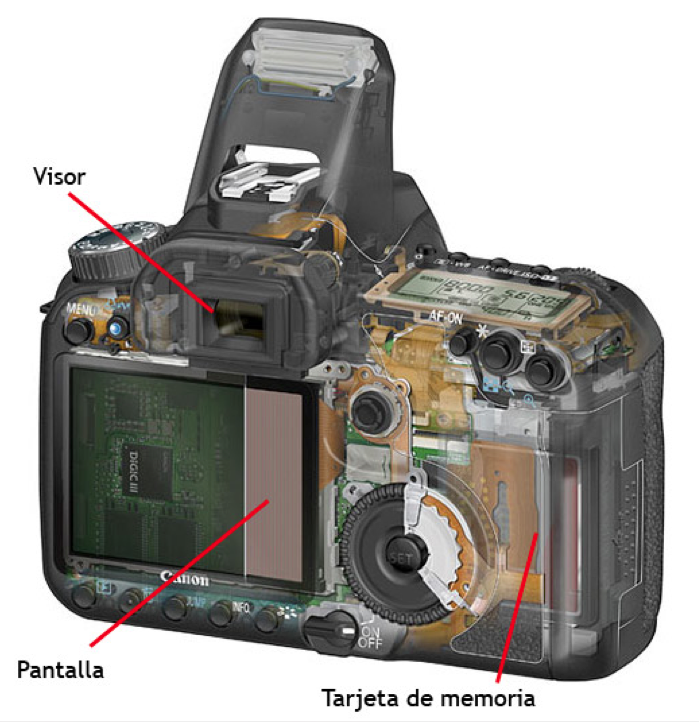 Visor
MENU
AF·ON
DIGIC III
SET
Canon
INFO.
ON
OFF
Pantalla
Tarjeta de memoria